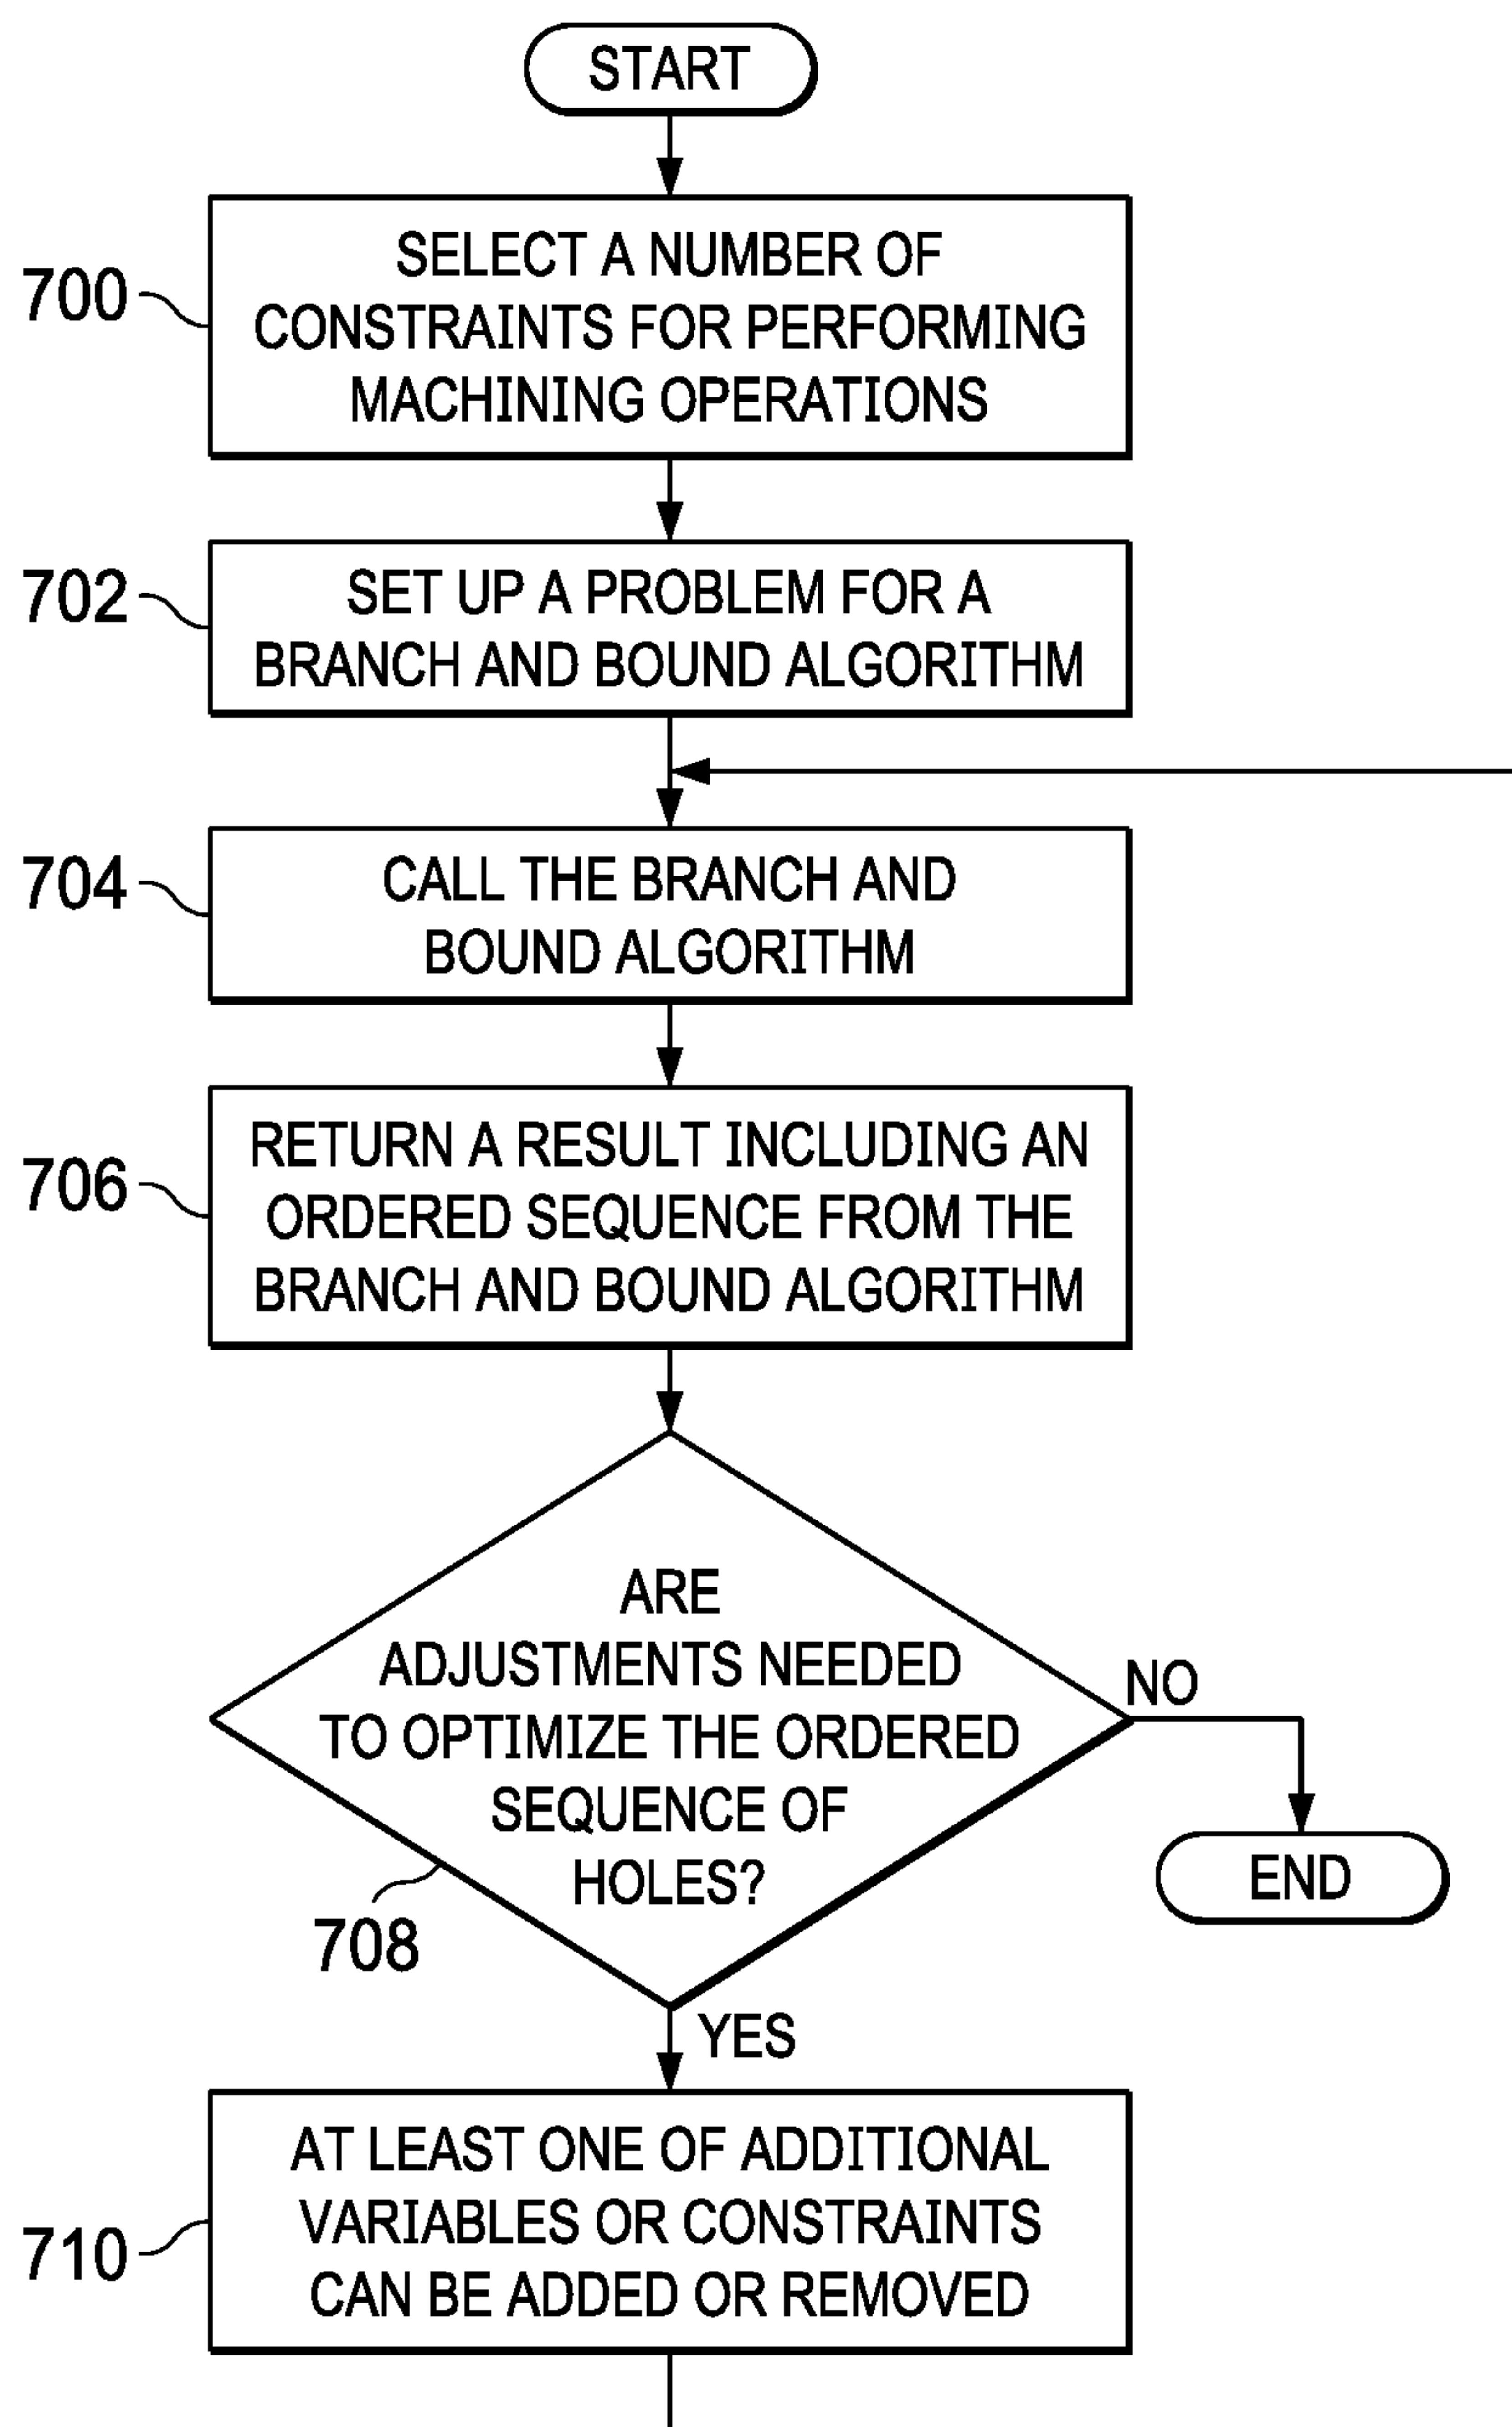 START
700
SELECT A NUMBER OF
CONSTRAINTS FOR PERFORMING
MACHINING OPERATIONS
702
SET UP A PROBLEM FOR A
BRANCH AND BOUND ALGORITHM
704
CALL THE BRANCH AND
BOUND ALGORITHM
706
RETURN A RESULT INCLUDING AN
ORDERED SEQUENCE FROM THE
BRANCH AND BOUND ALGORITHM
ARE
ADJUSTMENTS NEEDED
TO OPTIMIZE THE ORDERED
SEQUENCE OF
HOLES?
708
NO
END
YES
710
AT LEAST ONE OF ADDITIONAL
VARIABLES OR CONSTRAINTS
CAN BE ADDED OR REMOVED